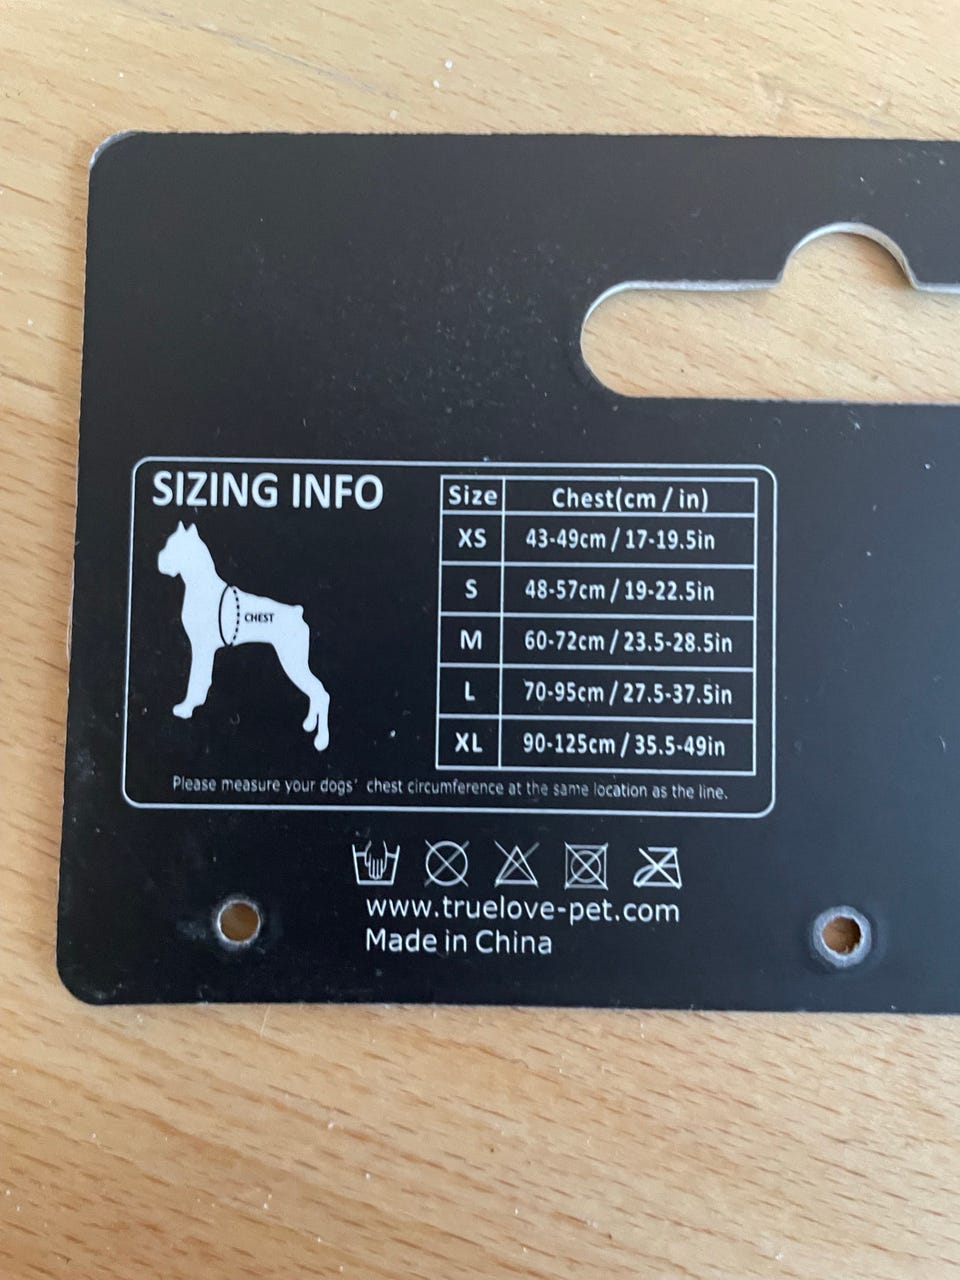 SIZING INFO
CHEST
Size Chest(cm / in)
XS 43-49cm / 17-19.5in
S 48-57cm / 19-22.5in
M 60-72cm / 23.5-28.5in
L 70-95cm / 27.5-37.5in
XL 90-125cm / 35.5-49in
Please measure your dogs' chest circumference at the same location as the line.
www.truelove-pet.com
Made in China